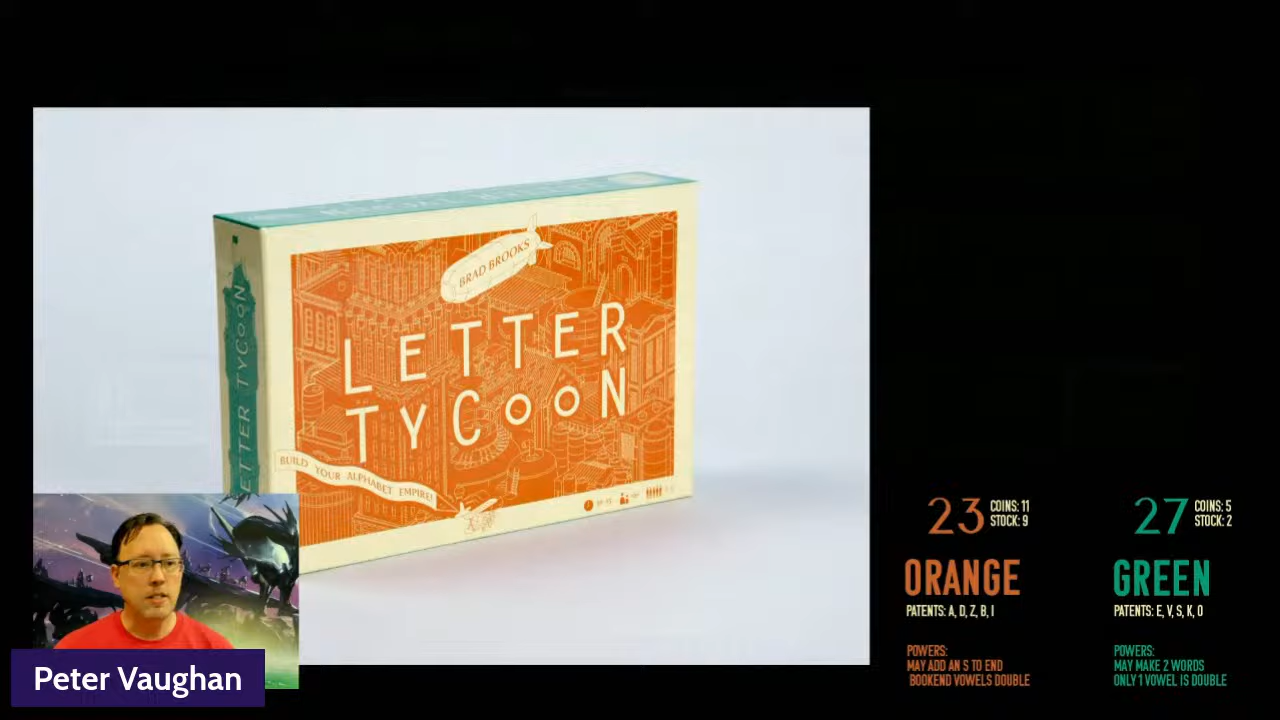 BRAD BROOKS
LETTER
TYCOON
LETTER TYCOON
BUILD YOUR ALPHABET EMPIRE!
Peter Vaughan
23 COINS: 11
STOCK: 9
ORANGE
PATENTS: A, D, Z, B, I
POWERS:
MAY ADD AN S TO END
BOOKEND VOWELS DOUBLE
27 COINS: 5
STOCK: 2
GREEN
PATENTS: E, V, S, K, O
POWERS:
MAY MAKE 2 WORDS
ONLY 1 VOWEL IS DOUBLE